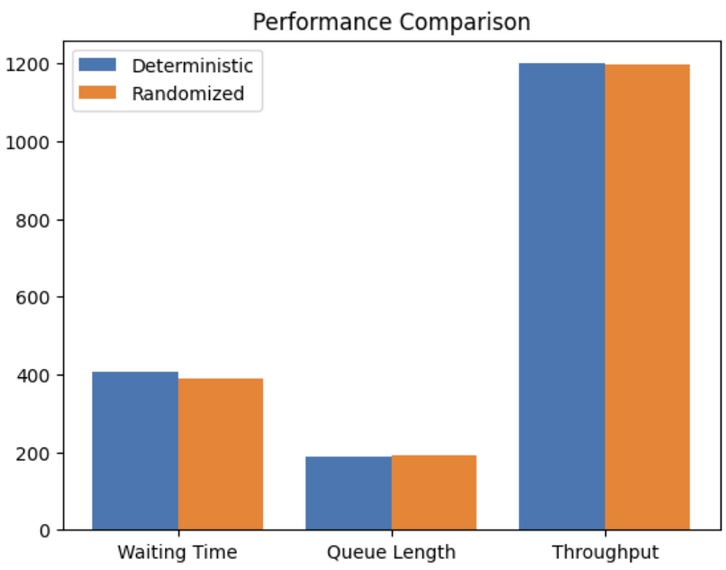 Performance Comparison
Deterministic
Randomized
1200
1000
800
600
400
200
0
Waiting Time Queue Length Throughput